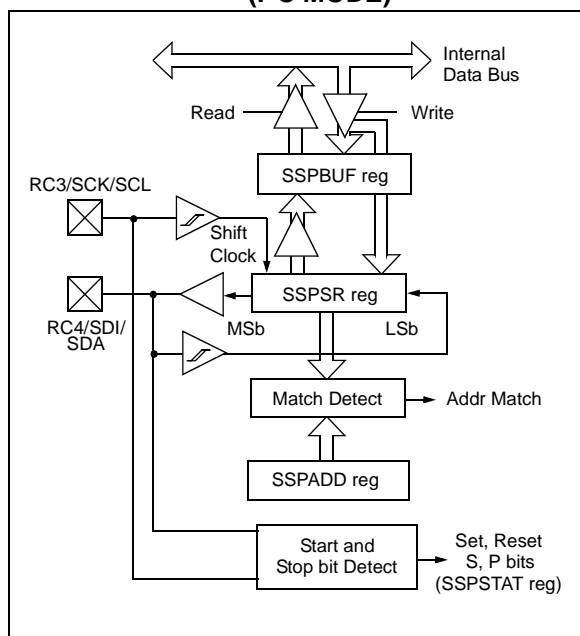 (I²C MODE)
Internal
Data Bus
Read
Write
SSPBUF reg
RC3/SCK/SCL
Shift
Clock
SSPSR reg
MSb
LSb
RC4/SDI/
SDA
Match Detect
Addr Match
SSPADD reg
Start and
Stop bit Detect
Set, Reset
S, P bits
(SSPSTAT reg)